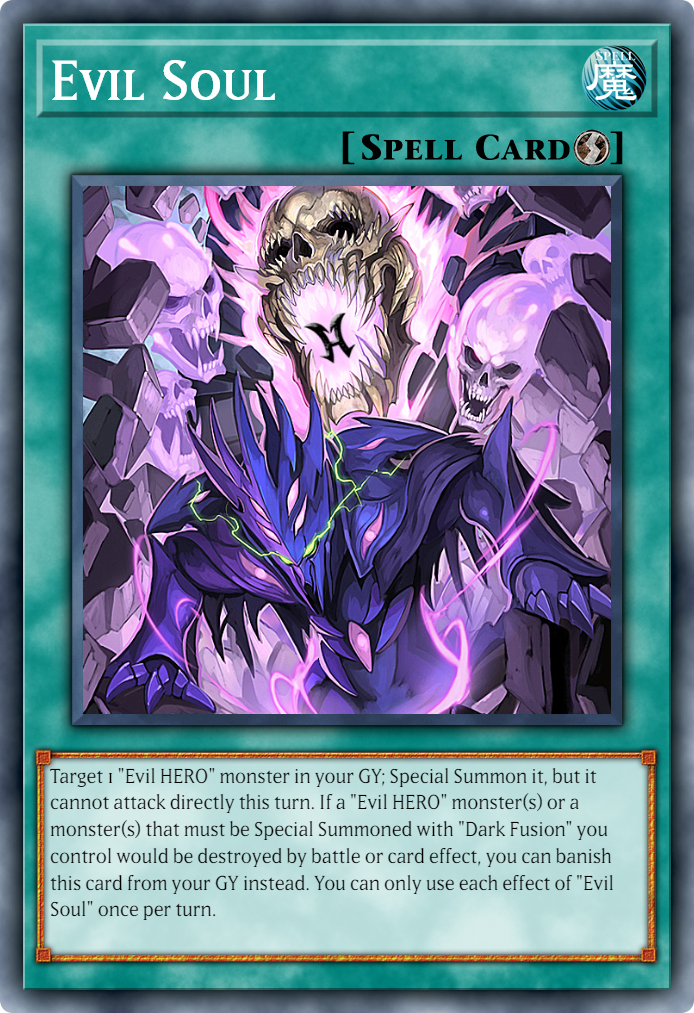 Evil Soul
SPELL
魔
[Spell Card]
H
Target 1 "Evil HERO" monster in your GY; Special Summon it, but it
cannot attack directly this turn. If a "Evil HERO" monster(s) or a
monster(s) that must be Special Summoned with "Dark Fusion" you
control would be destroyed by battle or card effect, you can banish
this card from your GY instead. You can only use each effect of "Evil
Soul" once per turn.